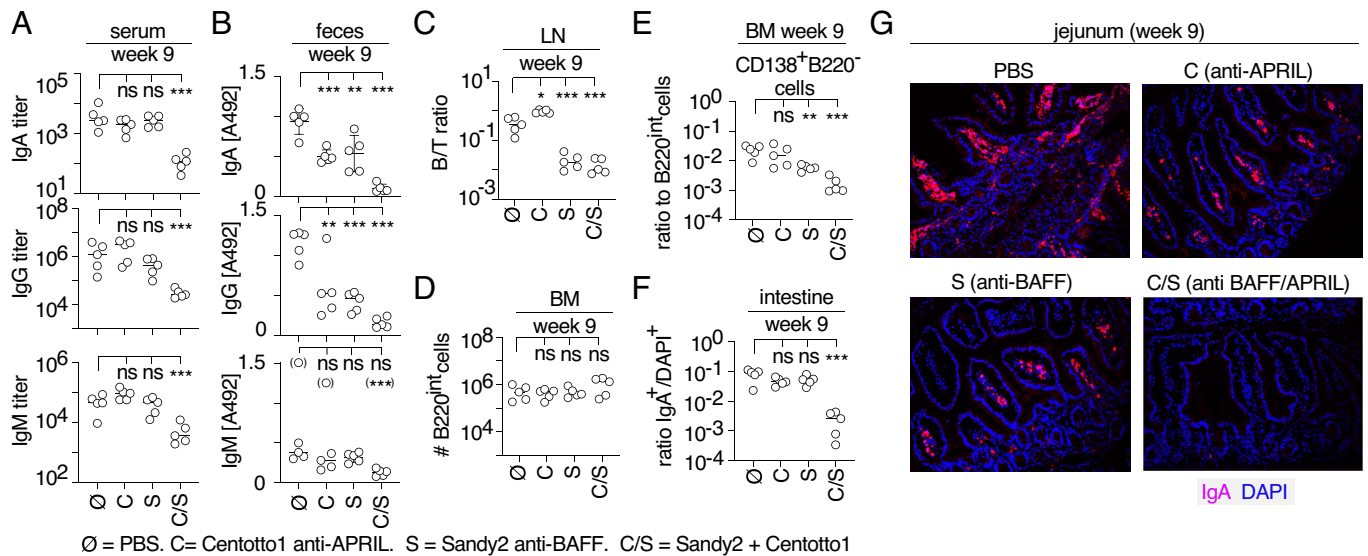 A
serum
week 9
IgA titer
10^5
10^3
10^1
ns ns ***
IgG titer
10^8
10^6
10^4
ns ns ***
IgM titer
10^6
10^4
10^2
ns ns ***
Ø C S C/S
B
feces
week 9
IgA [A492]
1.5
0
*** ** ***
IgG [A492]
1.5
0
** *** ***
IgM [A492]
1.5
0
ns ns ns
(***)
Ø C S C/S
C
LN
week 9
B/T ratio
10^1
10^-1
10^-3
* *** ***
Ø C S C/S
D
BM
week 9
# B220^int cells
10^8
10^6
10^4
ns ns ns
Ø C S C/S
E
BM week 9
CD138^+B220^-
cells
ratio to B220^int cells
10^0
10^-1
10^-2
10^-3
10^-4
ns ** ***
Ø C S C/S
F
intestine
week 9
ratio IgA^+/DAPI^+
10^0
10^-1
10^-2
10^-3
10^-4
ns ns ***
Ø C S C/S
G
jejunum (week 9)
PBS
C (anti-APRIL)
S (anti-BAFF)
C/S (anti BAFF/APRIL)
IgA DAPI
Ø = PBS. C= Centotto1 anti-APRIL. S = Sandy2 anti-BAFF. C/S = Sandy2 + Centotto1